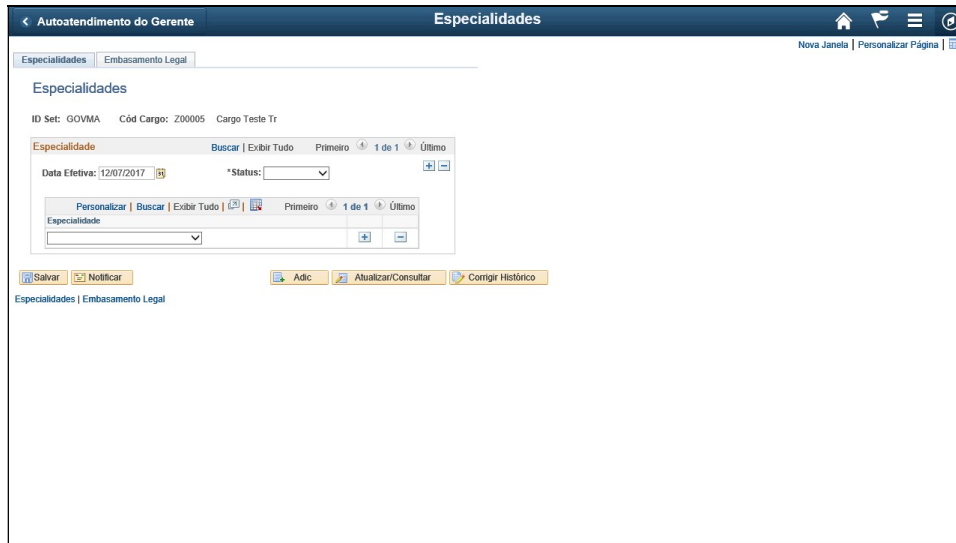 Autoatendimento do Gerente Especialidades
Nova Janela | Personalizar Página |
Especialidades Embasamento Legal
Especialidades
ID Set: GOVMA Cód Cargo: Z00005 Cargo Teste Tr
Especialidade Buscar | Exibir Tudo Primeiro 1 de 1 Último
Data Efetiva: 12/07/2017 *Status:
Personalizar | Buscar | Exibir Tudo | | Primeiro 1 de 1 Último
Especialidade
Salvar Notificar Adic Atualizar/Consultar Corrigir Histórico
Especialidades | Embasamento Legal